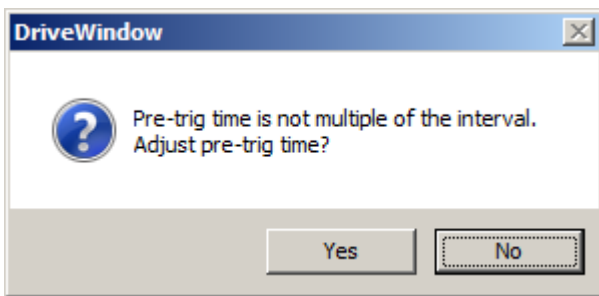 DriveWindow
Pre-trig time is not multiple of the interval.
Adjust pre-trig time?
Yes No